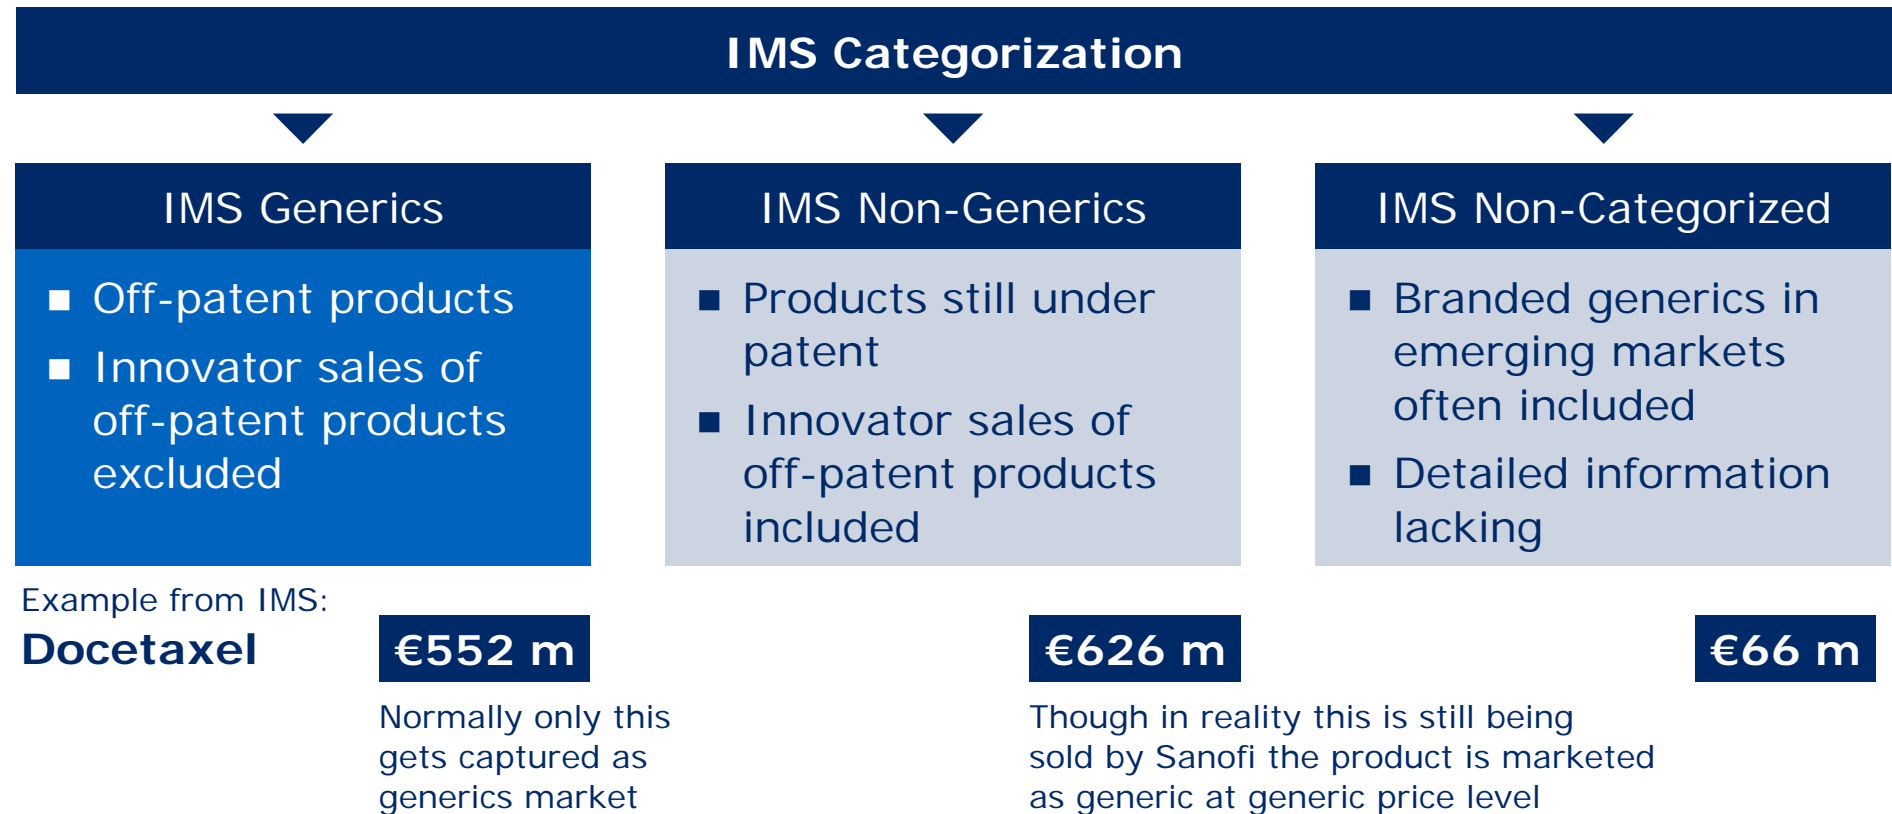 IMS Categorization
IMS Generics
Off-patent products
Innovator sales of
off-patent products
excluded
IMS Non-Generics
Products still under
patent
Innovator sales of
off-patent products
included
IMS Non-Categorized
Branded generics in
emerging markets
often included
Detailed information
lacking
Example from IMS:
Docetaxel
€552 m
€626 m
€66 m
Normally only this
gets captured as
generics market
Though in reality this is still being
sold by Sanofi the product is marketed
as generic at generic price level